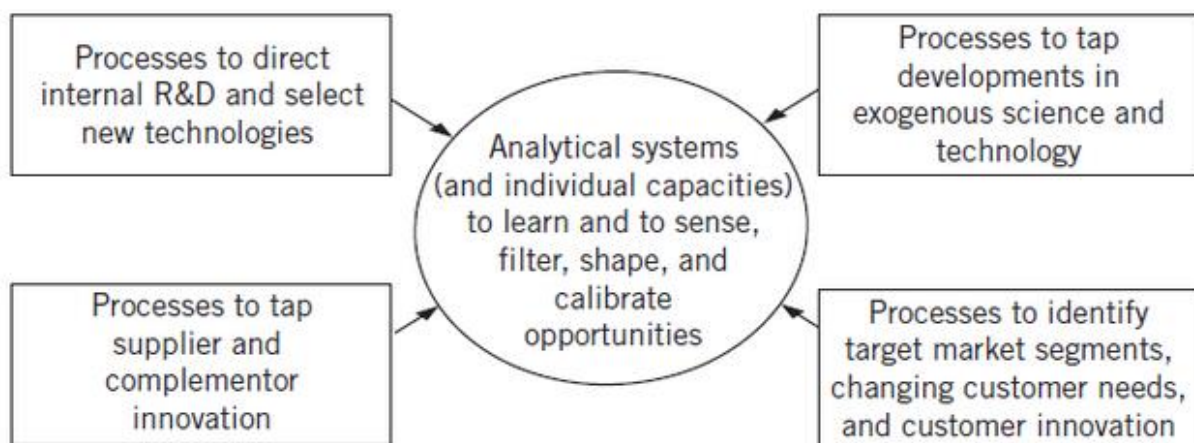 Processes to direct
internal R&D and select
new technologies
Processes to tap
developments in
exogenous science and
technology
Analytical systems
(and individual capacities)
to learn and to sense,
filter, shape, and
calibrate
opportunities
Processes to tap
supplier and
complementor
innovation
Processes to identify
target market segments,
changing customer needs,
and customer innovation